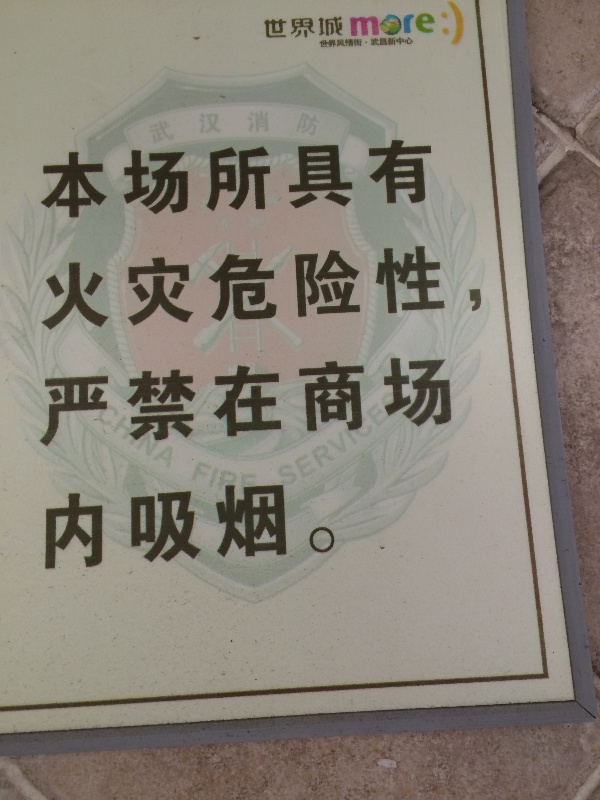 世界城 more:)
世界风情街·武昌新中心
武汉消防
本场所具有
火灾危险性,
严禁在商场
内吸烟。
CHINA FIRE SERVICE